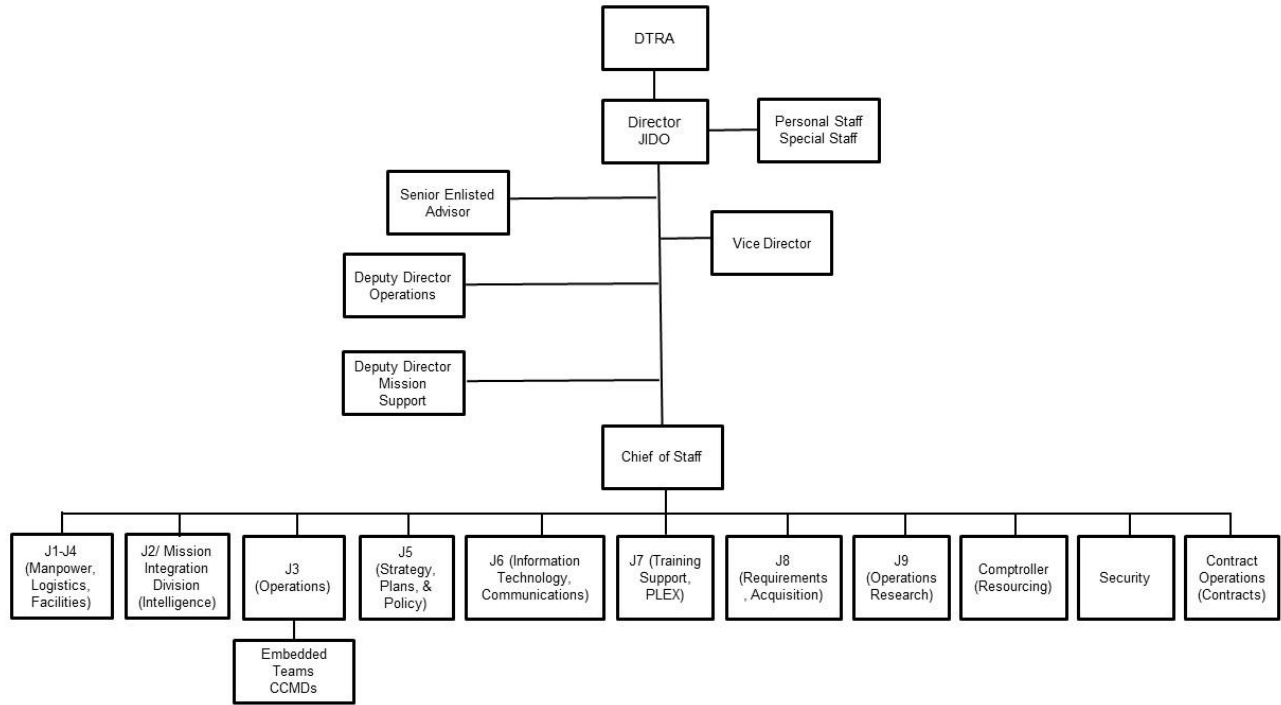 DTRA
Director
JIDO
Personal Staff
Special Staff
Senior Enlisted
Advisor
Vice Director
Deputy Director
Operations
Deputy Director
Mission
Support
Chief of Staff
J1-J4
(Manpower,
Logistics,
Facilities)
J2/ Mission
Integration
Division
(Intelligence)
J3
(Operations)
J5
(Strategy,
Plans, &
Policy)
J6 (Information
Technology,
Communications)
J7 (Training
Support,
PLEX)
J8
(Requirements
, Acquisition)
J9
(Operations
Research)
Comptroller
(Resourcing)
Security
Contract
Operations
(Contracts)
Embedded
Teams
CCMDs